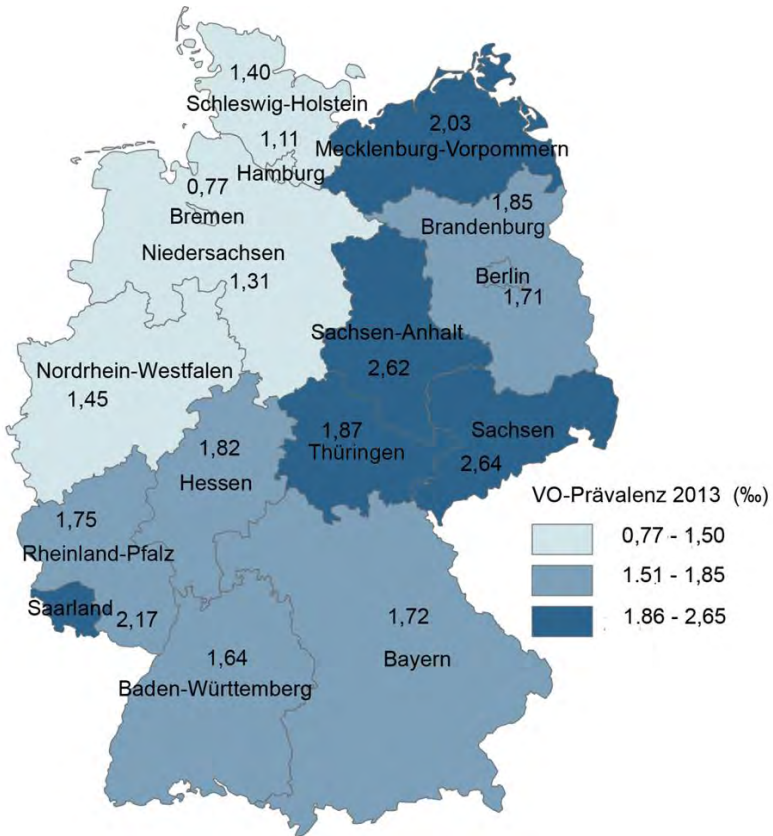 1,40
Schleswig-Holstein
1,11
Hamburg
2,03
Mecklenburg-Vorpommern
0,77
Bremen
Niedersachsen
1,31
1,85
Brandenburg
Berlin
1,71
Sachsen-Anhalt
2,62
Nordrhein-Westfalen
1,45
1,82
Hessen
1,87
Thüringen
Sachsen
2,64
1,75
Rheinland-Pfalz
Saarland
2,17
1,64
Baden-Württemberg
1,72
Bayern
VO-Prävalenz 2013 (‰)
0,77 - 1,50
1.51 - 1,85
1.86 - 2,65